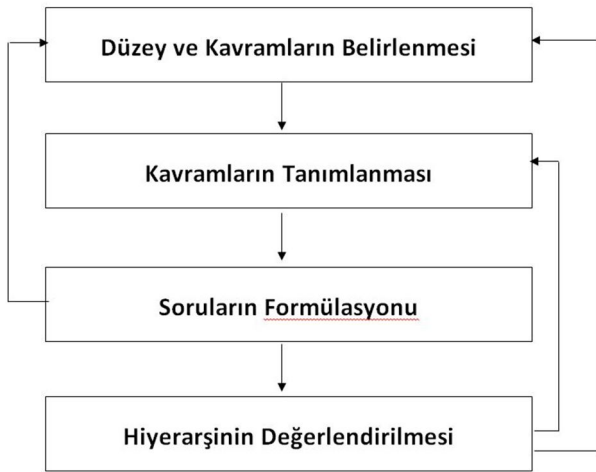 Düzey ve Kavramların Belirlenmesi
Kavramların Tanımlanması
Soruların Formülasyonu
Hiyerarşinin Değerlendirilmesi